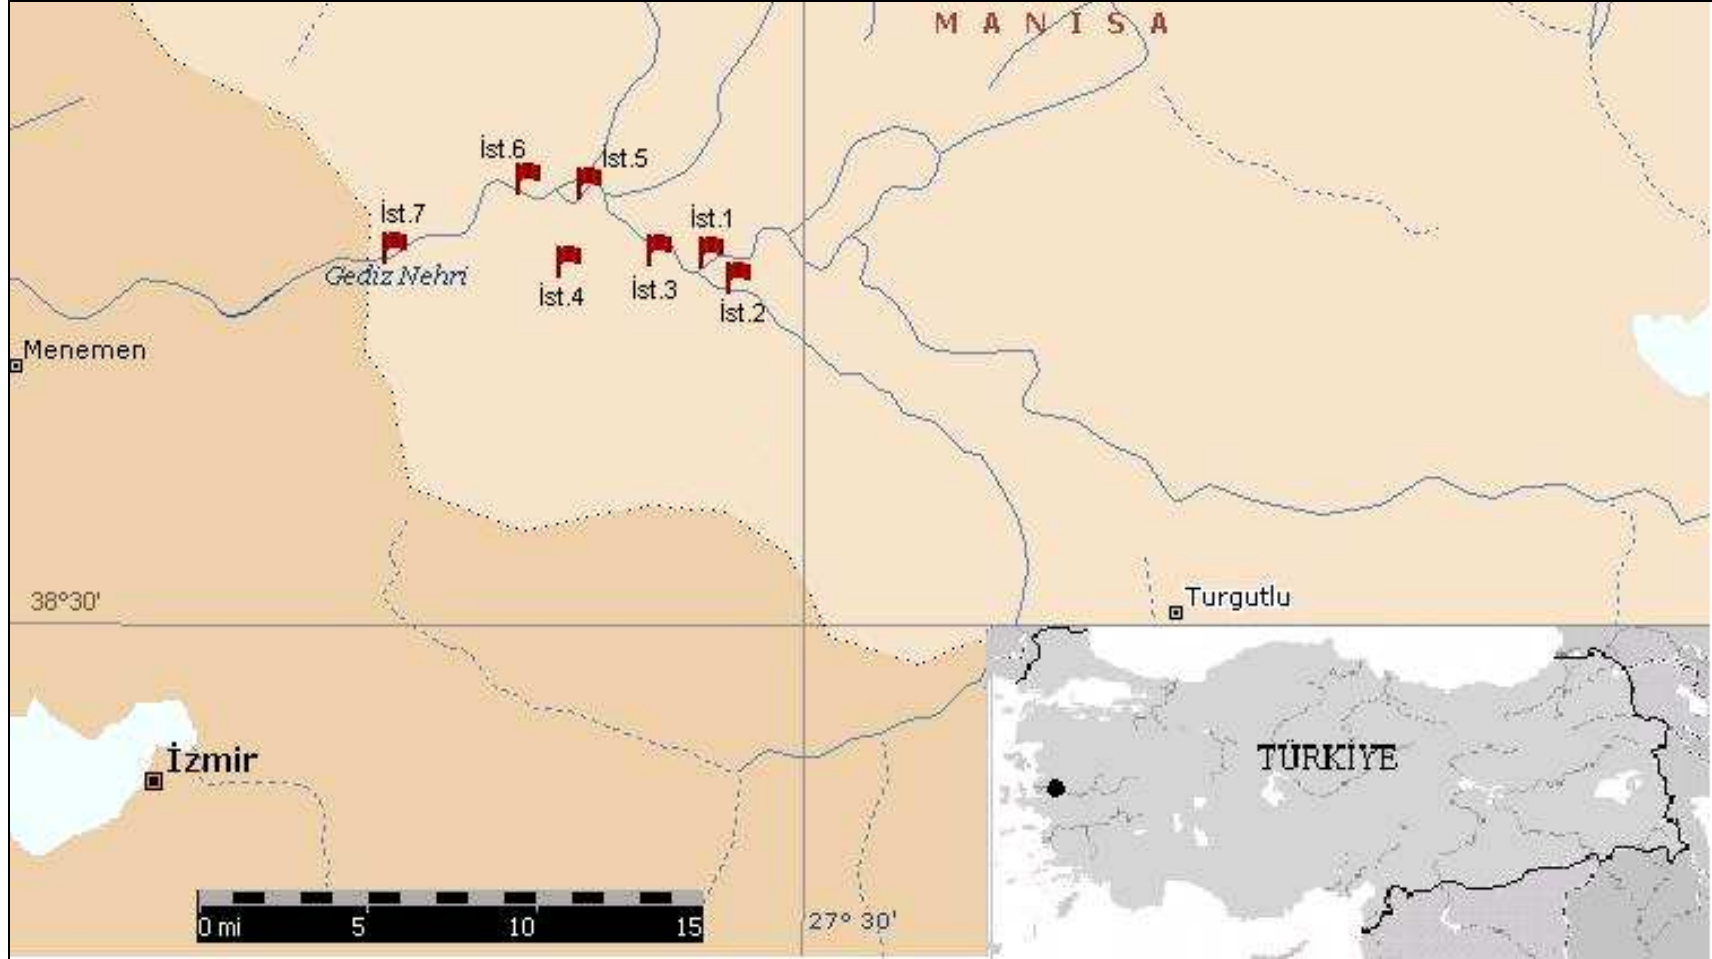 M A N İ S A
İst.6
İst.5
İst.7
İst.1
Gediz Nehri
İst.4
İst.3
İst.2
Menemen
38°30'
Turgutlu
İzmir
TÜRKİYE
0 mi 5 10 15
27° 30'